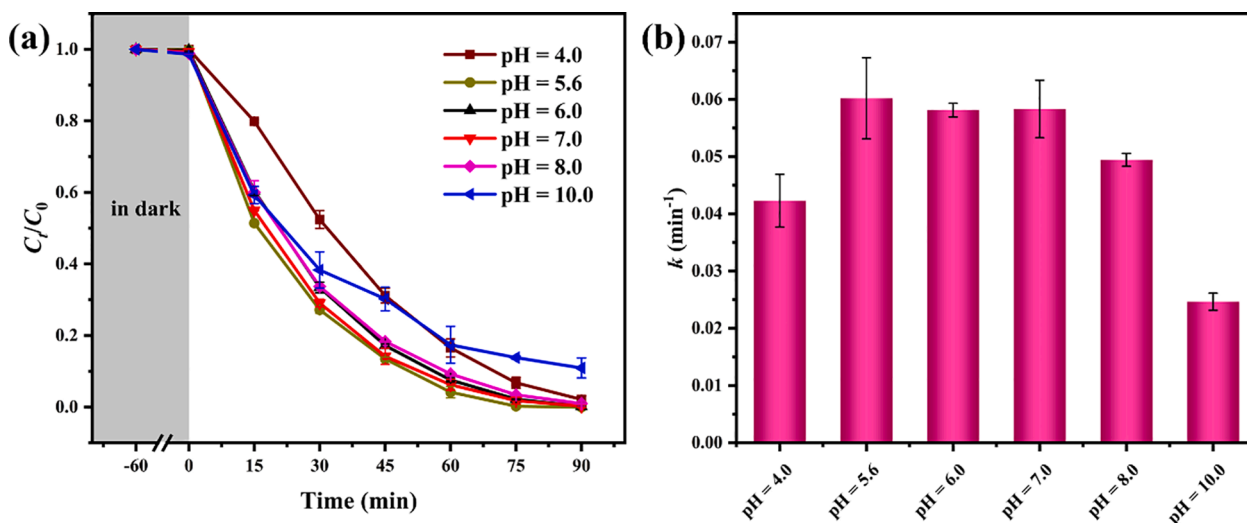 (a)
1.0
0.8
0.6
0.4
0.2
0.0
Cₜ/C₀
in dark
pH = 4.0
pH = 5.6
pH = 6.0
pH = 7.0
pH = 8.0
pH = 10.0
-60
0
15
30
45
60
75
90
Time (min)
(b)
0.07
0.06
0.05
0.04
0.03
0.02
0.01
0.00
k (min⁻¹)
pH = 4.0
pH = 5.6
pH = 6.0
pH = 7.0
pH = 8.0
pH = 10.0